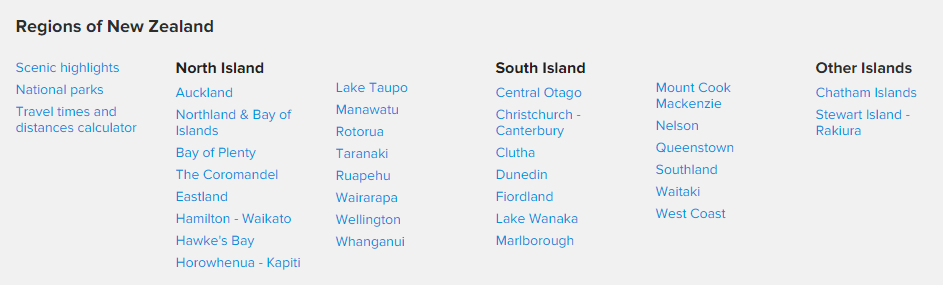 Regions of New Zealand
Scenic highlights
National parks
Travel times and
distances calculator
North Island
Auckland
Northland & Bay of
Islands
Bay of Plenty
The Coromandel
Eastland
Hamilton - Waikato
Hawke's Bay
Horowhenua - Kapiti
Lake Taupo
Manawatu
Rotorua
Taranaki
Ruapehu
Wairarapa
Wellington
Whanganui
South Island
Central Otago
Christchurch -
Canterbury
Clutha
Dunedin
Fiordland
Lake Wanaka
Marlborough
Mount Cook
Mackenzie
Nelson
Queenstown
Southland
Waitaki
West Coast
Other Islands
Chatham Islands
Stewart Island -
Rakiura